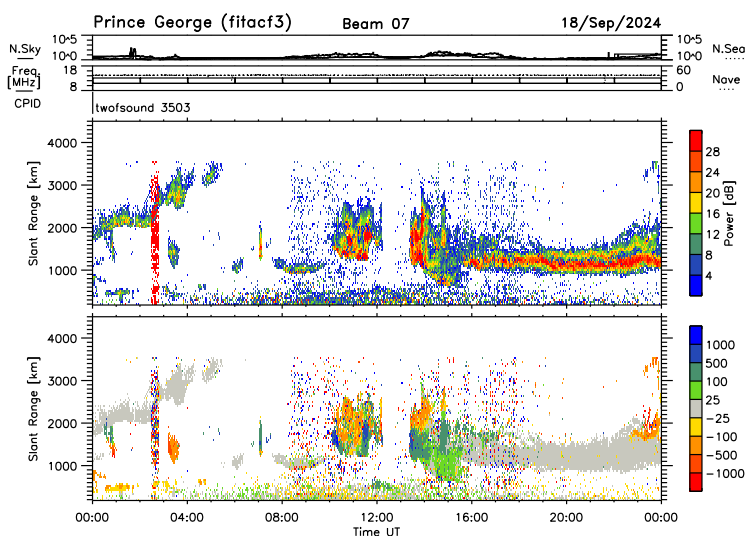 Prince George (fitacf3) Beam 07 18/Sep/2024
N.Sky 10^5 10^0 10^5 10^0 N.Sea
Freq. [MHz] 18 8 60 0 Nave
CPID twofsound 3503
Slant Range [km] 4000 3000 2000 1000
28 24 20 16 12 8 4 Power [dB]
Slant Range [km] 4000 3000 2000 1000
1000 500 100 25 -25 -100 -500 -1000
00:00 04:00 08:00 12:00 16:00 20:00 00:00
Time UT